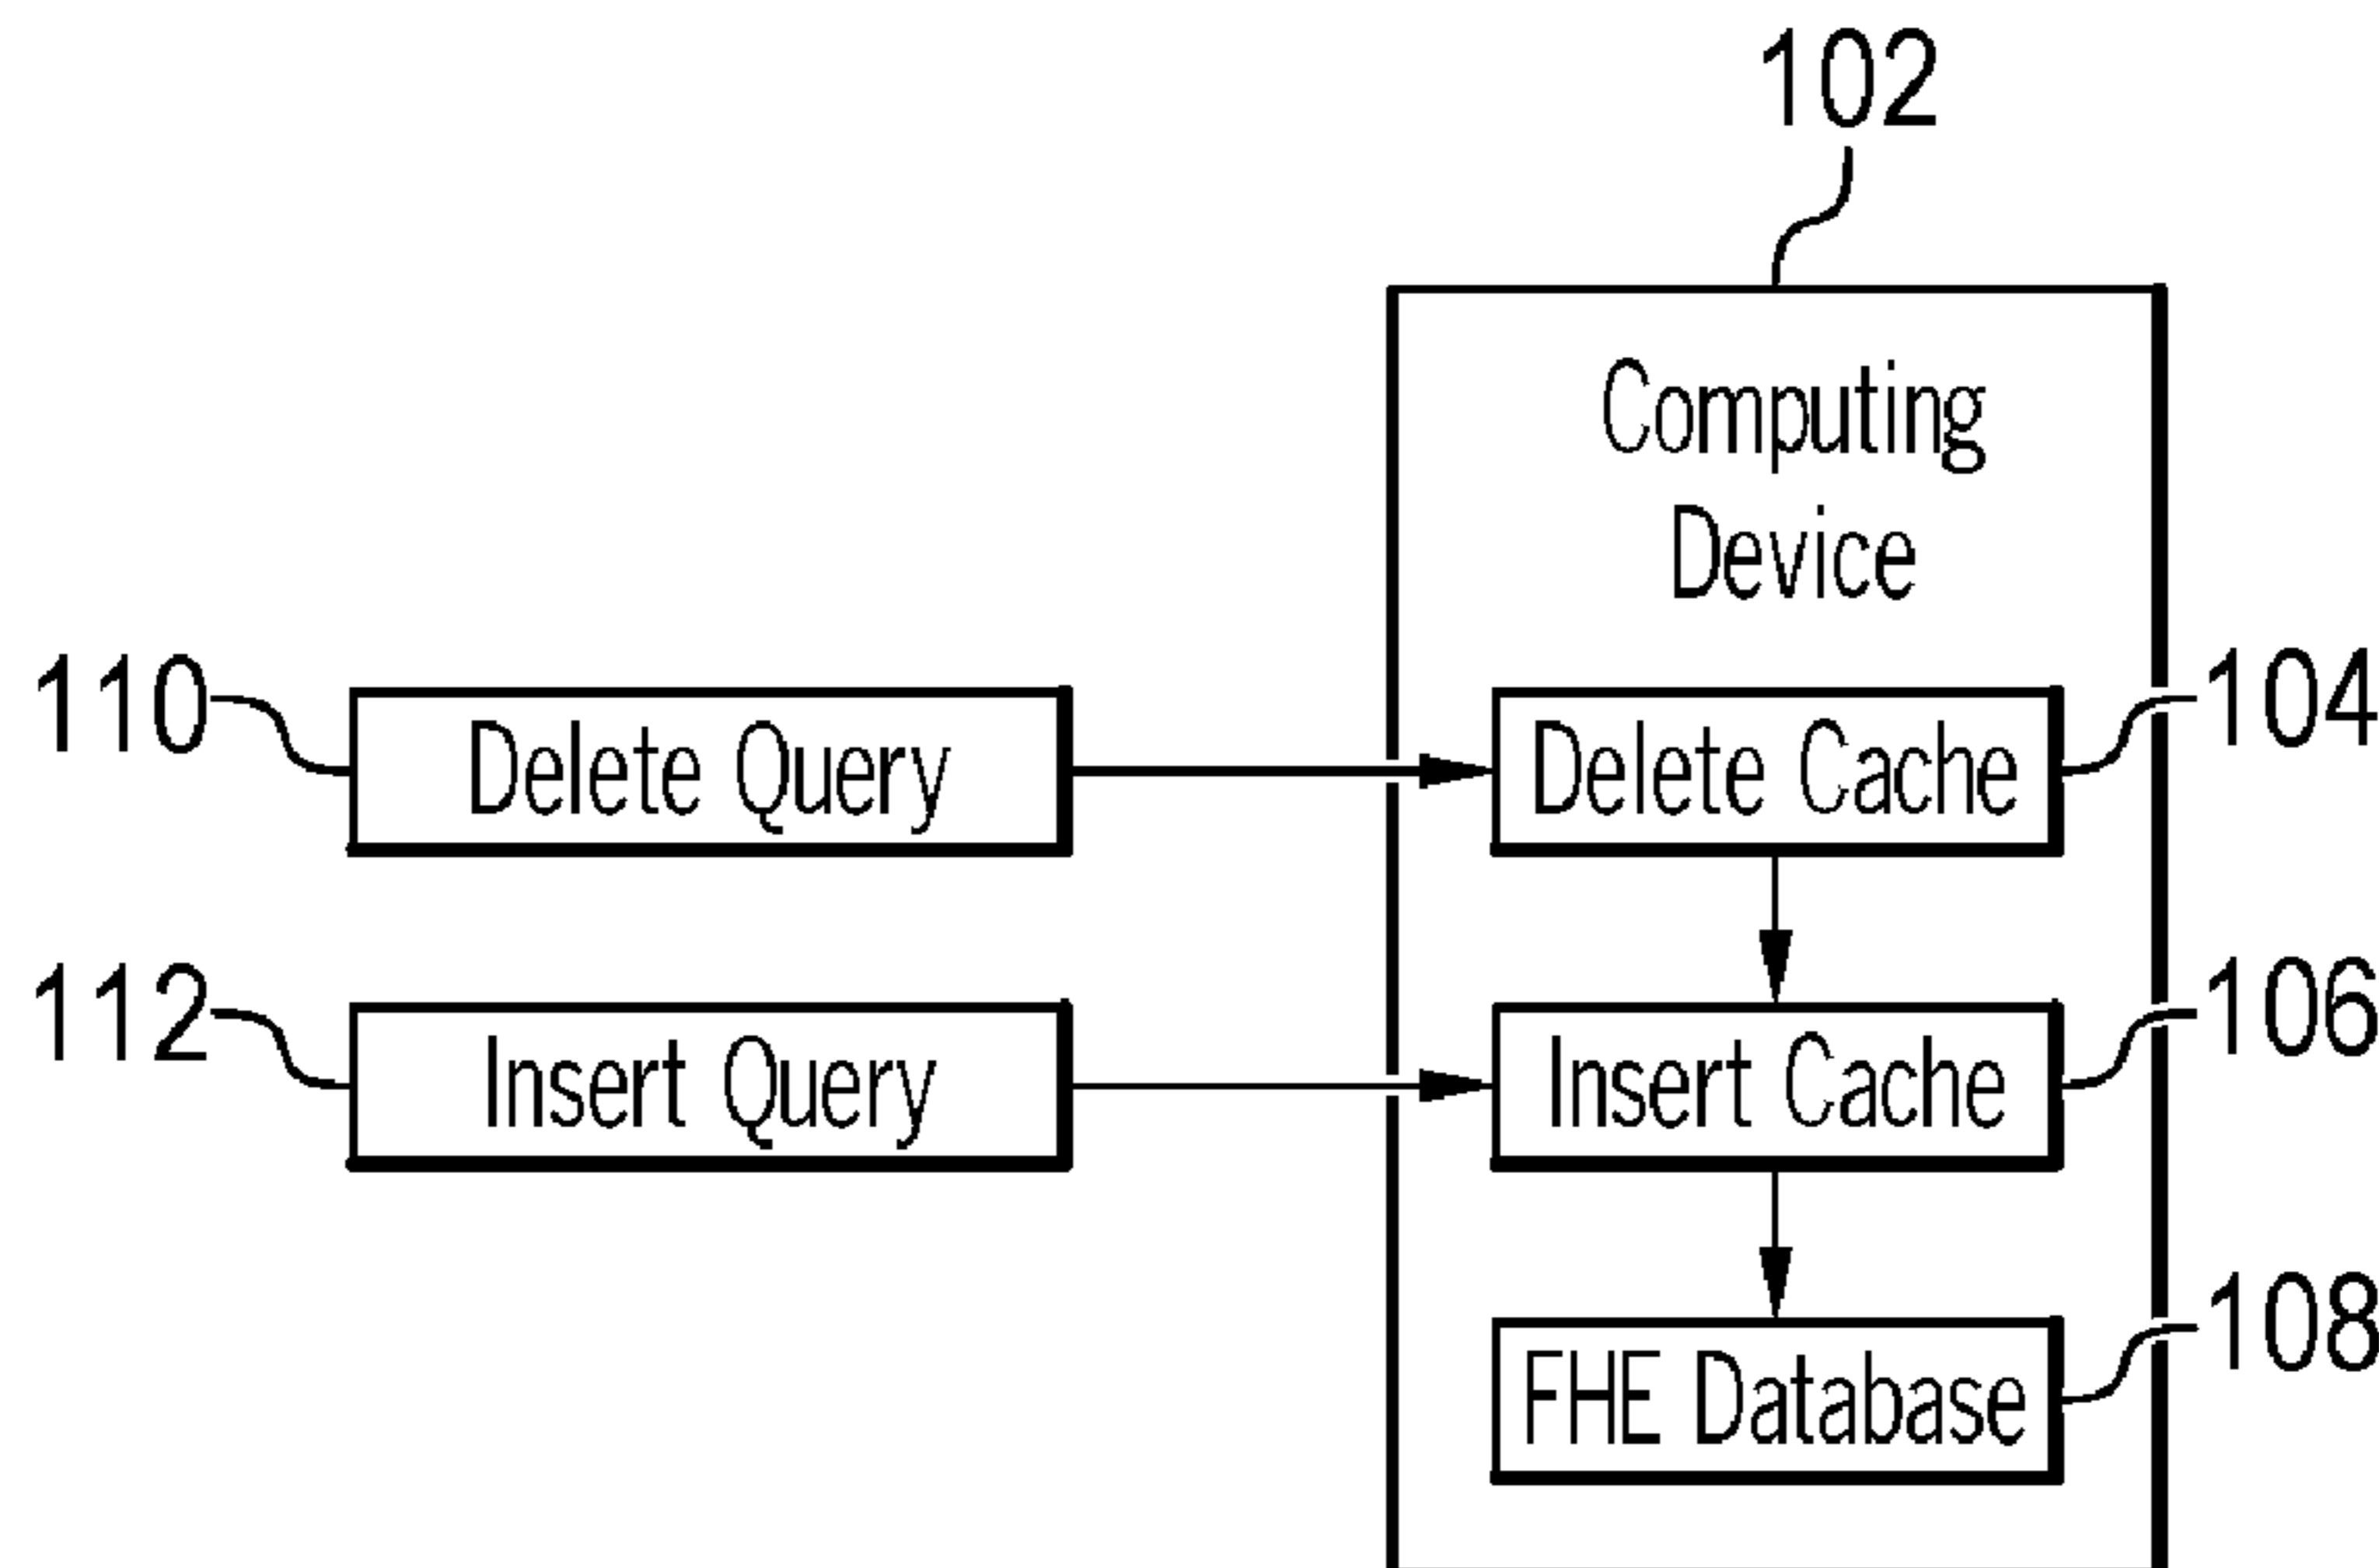 102
Computing
Device
110
Delete Query
Delete Cache
104
112
Insert Query
Insert Cache
106
FHE Database
108